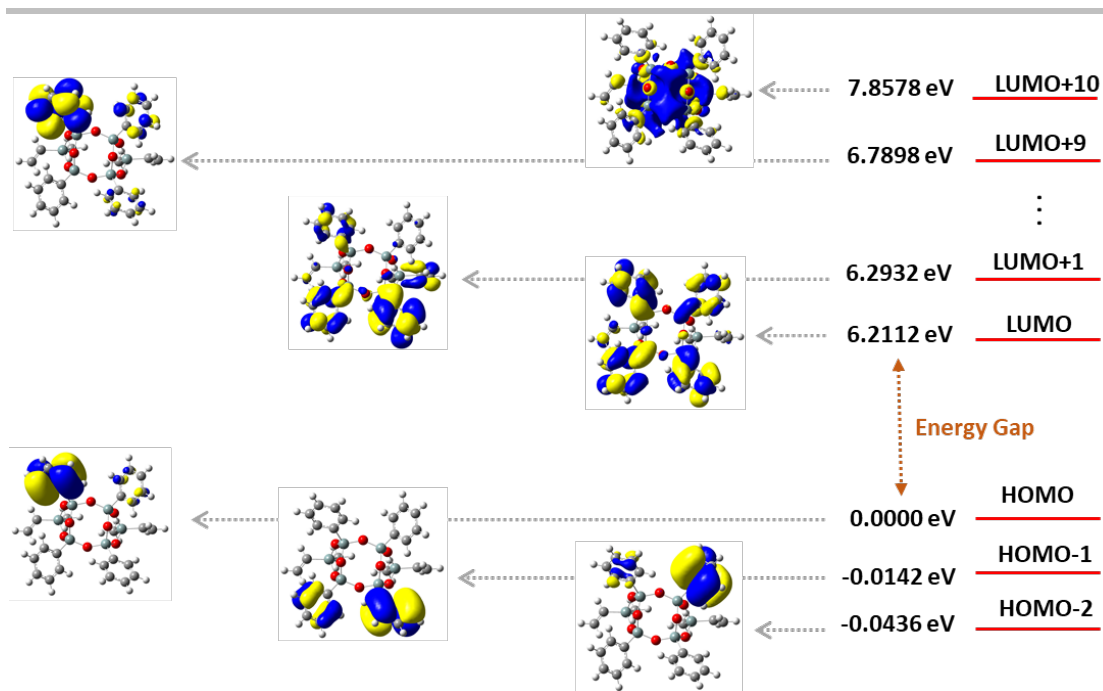 7.8578 eV LUMO+10
6.7898 eV LUMO+9
⋮
6.2932 eV LUMO+1
6.2112 eV LUMO
Energy Gap
0.0000 eV HOMO
-0.0142 eV HOMO-1
-0.0436 eV HOMO-2